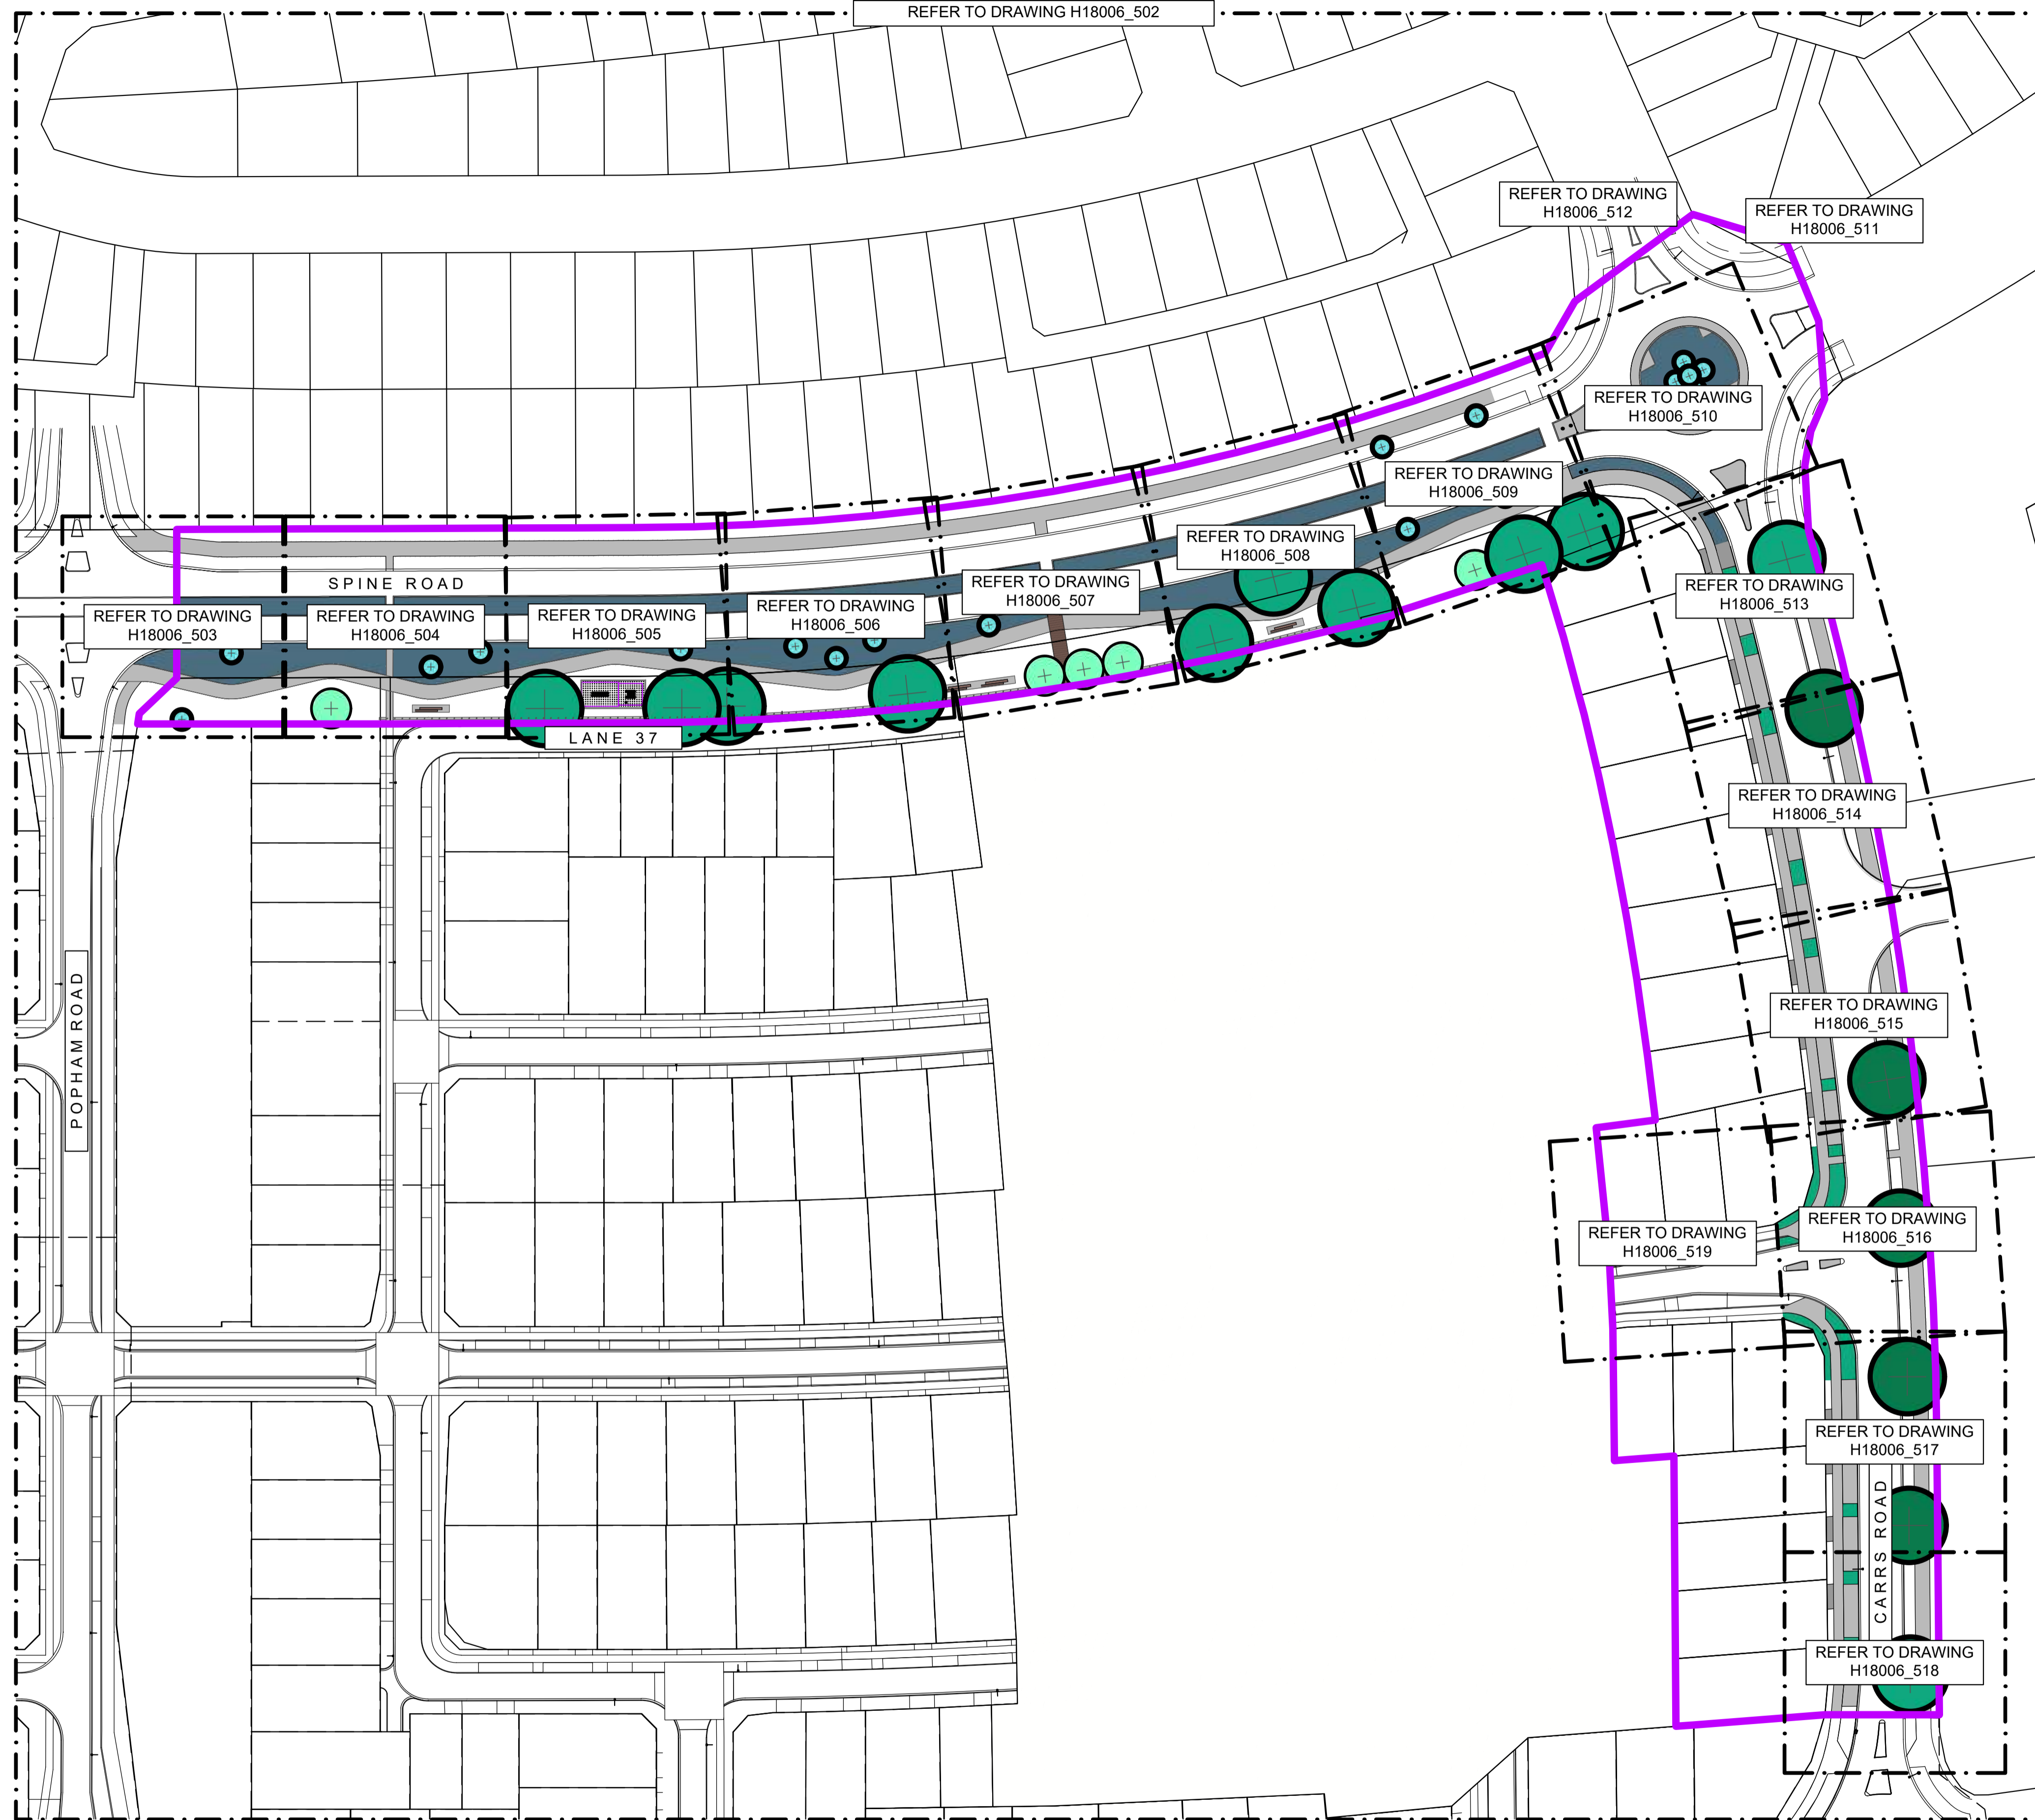 REFER TO DRAWING H18006_502
REFER TO DRAWING
H18006_512
REFER TO DRAWING
H18006_511
REFER TO DRAWING
H18006_510
REFER TO DRAWING
H18006_509
REFER TO DRAWING
H18006_508
REFER TO DRAWING
H18006_507
SPINE ROAD
REFER TO DRAWING
H18006_503
REFER TO DRAWING
H18006_504
REFER TO DRAWING
H18006_505
REFER TO DRAWING
H18006_506
REFER TO DRAWING
H18006_513
LANE 37
REFER TO DRAWING
H18006_514
POPHAM ROAD
REFER TO DRAWING
H18006_515
REFER TO DRAWING
H18006_519
REFER TO DRAWING
H18006_516
REFER TO DRAWING
H18006_517
CARRS ROAD
REFER TO DRAWING
H18006_518